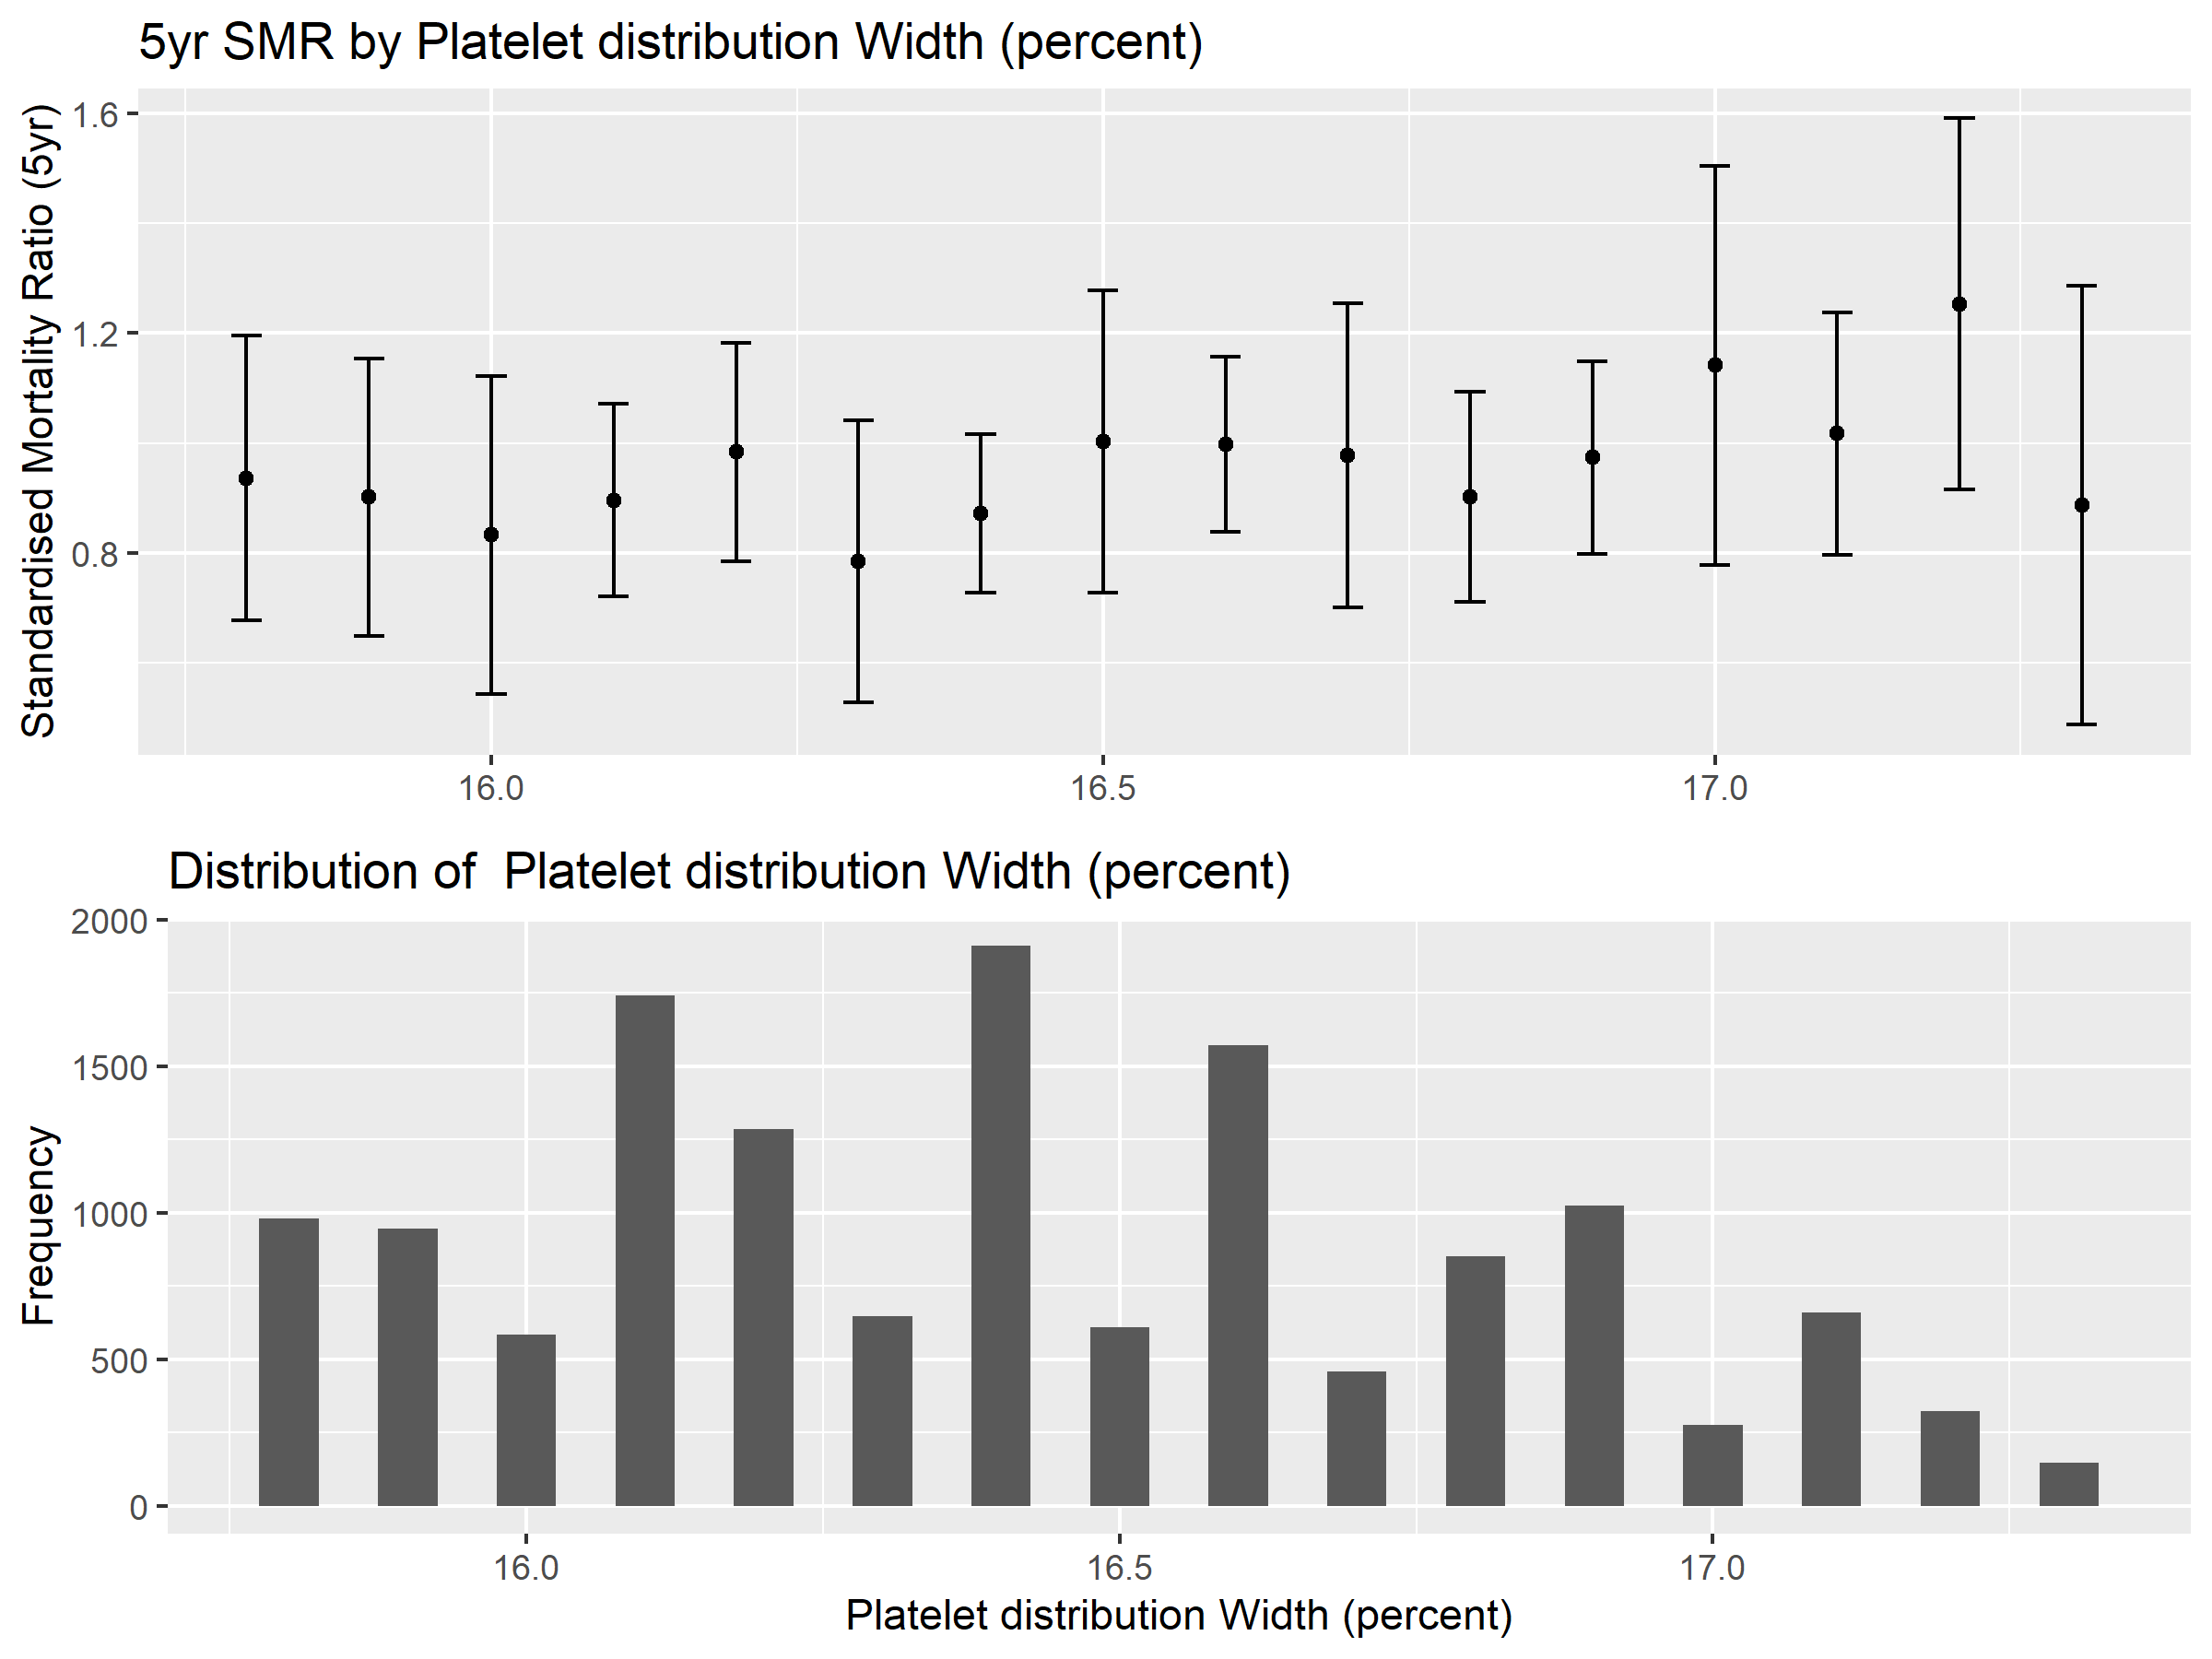 5yr SMR by Platelet distribution Width (percent)
Standardised Mortality Ratio (5yr)
1.6
1.2
0.8
16.0 16.5 17.0
Distribution of  Platelet distribution Width (percent)
Frequency
2000
1500
1000
500
0
16.0 16.5 17.0
Platelet distribution Width (percent)